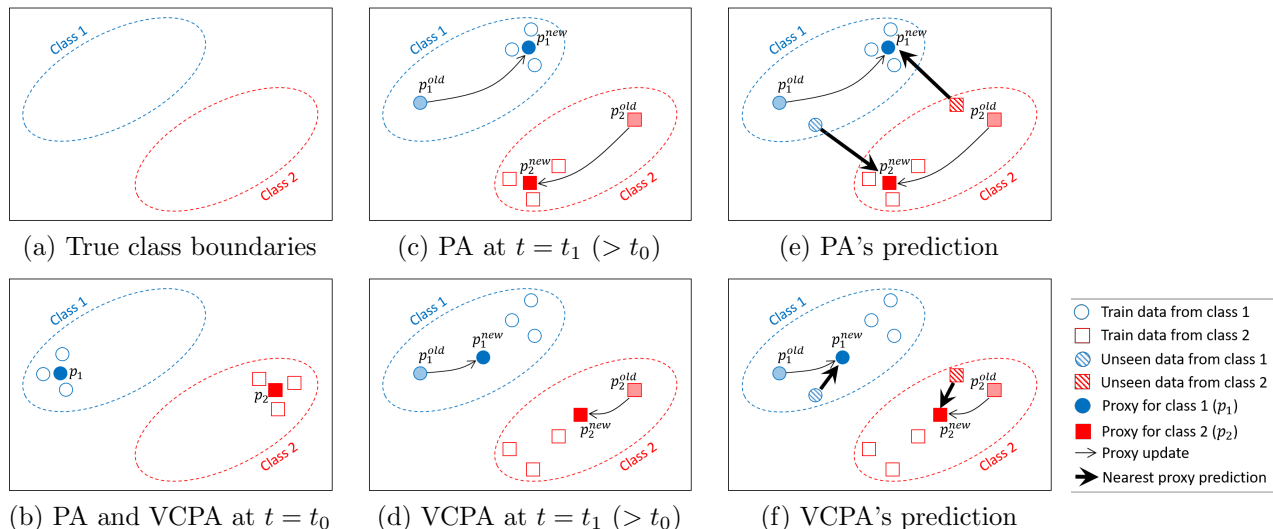 Class 1
Class 2
(a) True class boundaries
Class 1
p_1^{new}
p_1^{old}
p_2^{old}
p_2^{new}
Class 2
(c) PA at t = t_1 (> t_0)
Class 1
p_1^{new}
p_1^{old}
p_2^{old}
p_2^{new}
Class 2
(e) PA's prediction
Class 1
p_1
p_2
Class 2
(b) PA and VCPA at t = t_0
Class 1
p_1^{new}
p_1^{old}
p_2^{old}
p_2^{new}
Class 2
(d) VCPA at t = t_1 (> t_0)
Class 1
p_1^{new}
p_1^{old}
p_2^{old}
p_2^{new}
Class 2
(f) VCPA's prediction
Train data from class 1
Train data from class 2
Unseen data from class 1
Unseen data from class 2
Proxy for class 1 (p_1)
Proxy for class 2 (p_2)
Proxy update
Nearest proxy prediction